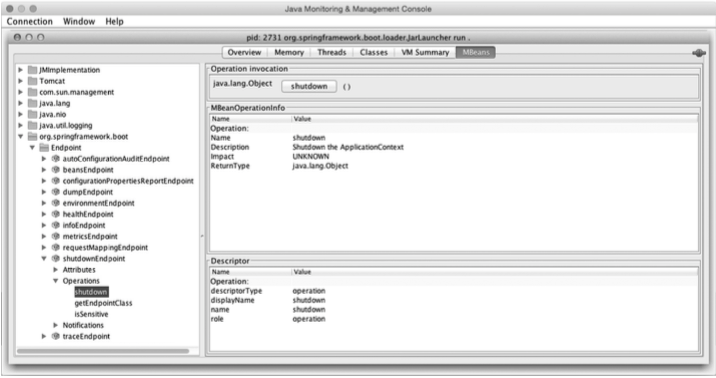 Java Monitoring & Management Console
Connection Window Help
pid: 2731 org.springframework.boot.loader.JarLauncher run .
Overview Memory Threads Classes VM Summary MBeans
JMImplementation
Tomcat
com.sun.management
java.lang
java.nio
java.util.logging
org.springframework.boot
Endpoint
autoConfigurationAuditEndpoint
beansEndpoint
configurationPropertiesReportEndpoint
dumpEndpoint
environmentEndpoint
healthEndpoint
infoEndpoint
metricsEndpoint
requestMappingEndpoint
shutdownEndpoint
Attributes
Operations
shutdown
getEndpointClass
isSensitive
Notifications
traceEndpoint
Operation invocation
java.lang.Object shutdown ()
MBeanOperationInfo
Name Value
Operation:
Name shutdown
Description Shutdown the ApplicationContext
Impact UNKNOWN
ReturnType java.lang.Object
Descriptor
Name Value
Operation:
descriptorType operation
displayName shutdown
name shutdown
role operation